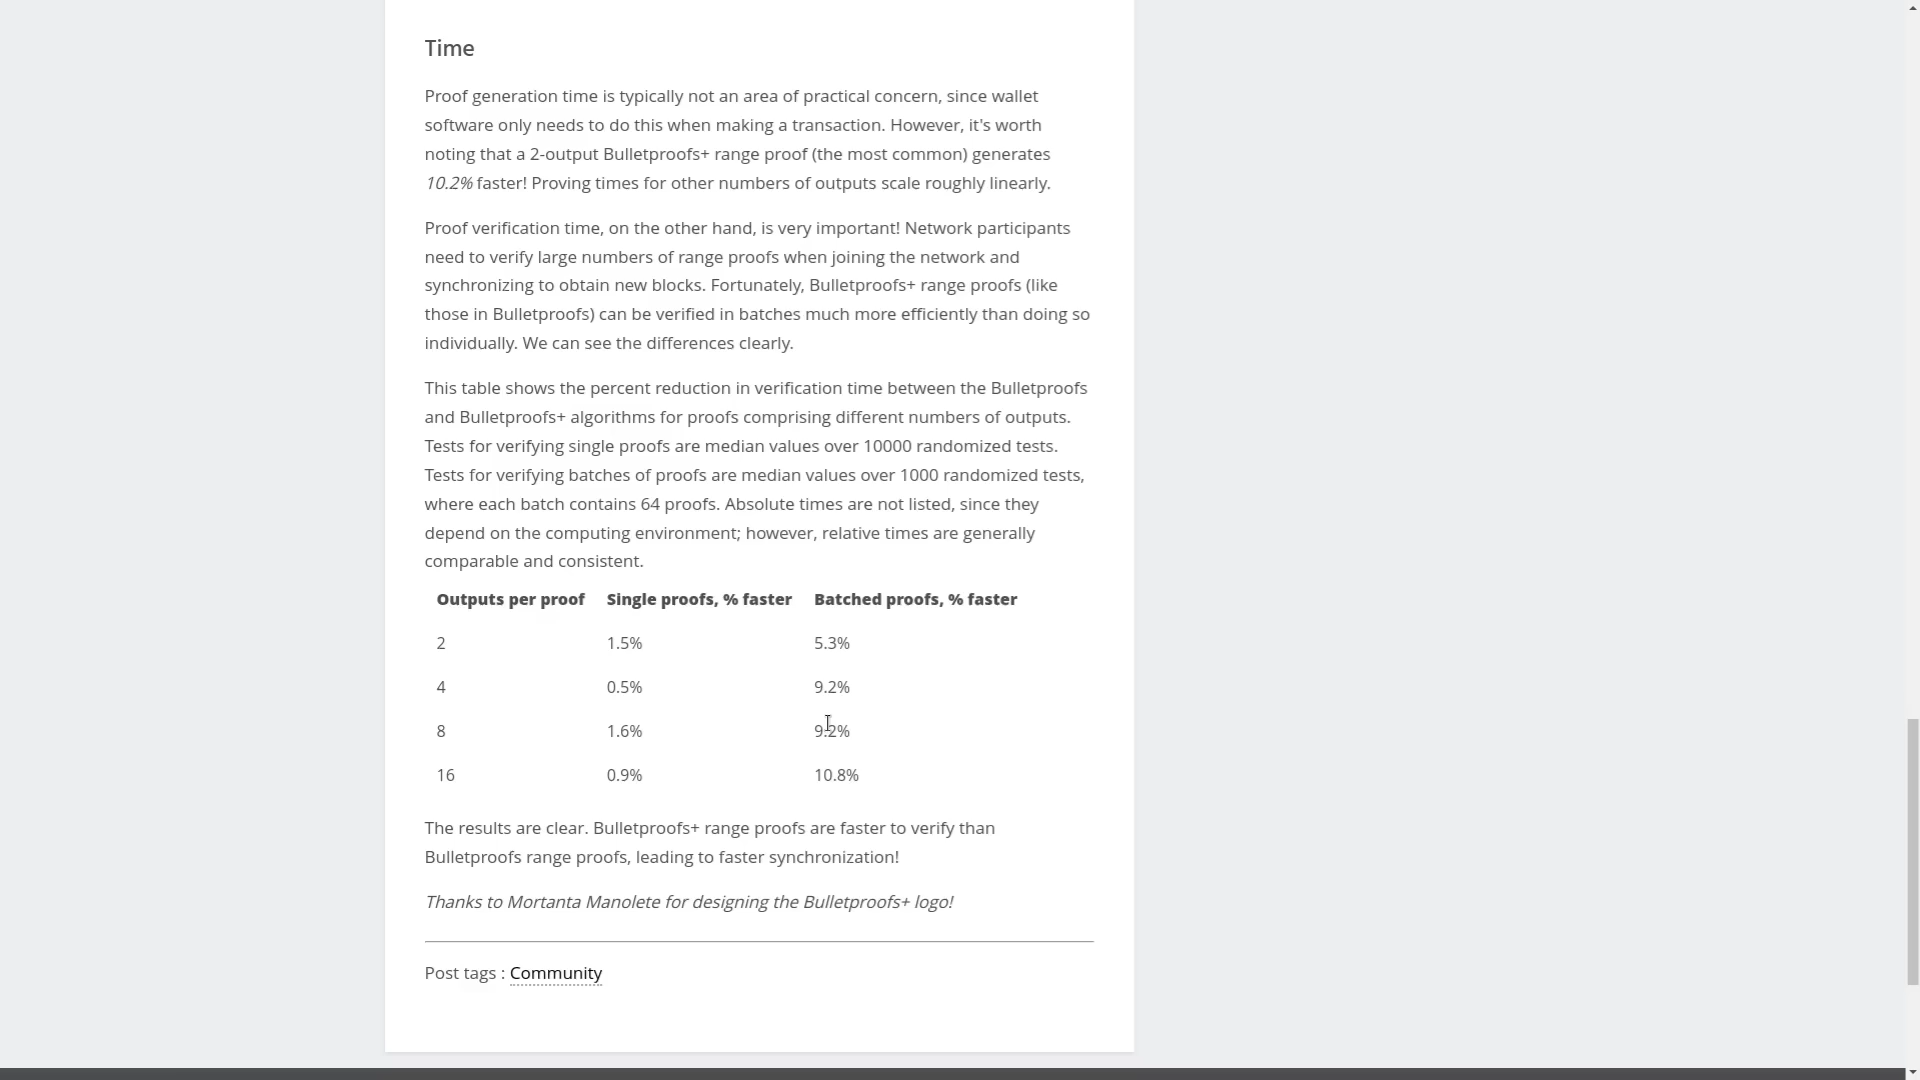 Time
Proof generation time is typically not an area of practical concern, since wallet
software only needs to do this when making a transaction. However, it's worth
noting that a 2-output Bulletproofs+ range proof (the most common) generates
10.2% faster! Proving times for other numbers of outputs scale roughly linearly.
Proof verification time, on the other hand, is very important! Network participants
need to verify large numbers of range proofs when joining the network and
synchronizing to obtain new blocks. Fortunately, Bulletproofs+ range proofs (like
those in Bulletproofs) can be verified in batches much more efficiently than doing so
individually. We can see the differences clearly.
This table shows the percent reduction in verification time between the Bulletproofs
and Bulletproofs+ algorithms for proofs comprising different numbers of outputs.
Tests for verifying single proofs are median values over 10000 randomized tests.
Tests for verifying batches of proofs are median values over 1000 randomized tests,
where each batch contains 64 proofs. Absolute times are not listed, since they
depend on the computing environment; however, relative times are generally
comparable and consistent.
Outputs per proof Single proofs, % faster Batched proofs, % faster
2 1.5% 5.3%
4 0.5% 9.2%
8 1.6% 9.2%
16 0.9% 10.8%
The results are clear. Bulletproofs+ range proofs are faster to verify than
Bulletproofs range proofs, leading to faster synchronization!
Thanks to Mortanta Manolete for designing the Bulletproofs+ logo!
Post tags : Community